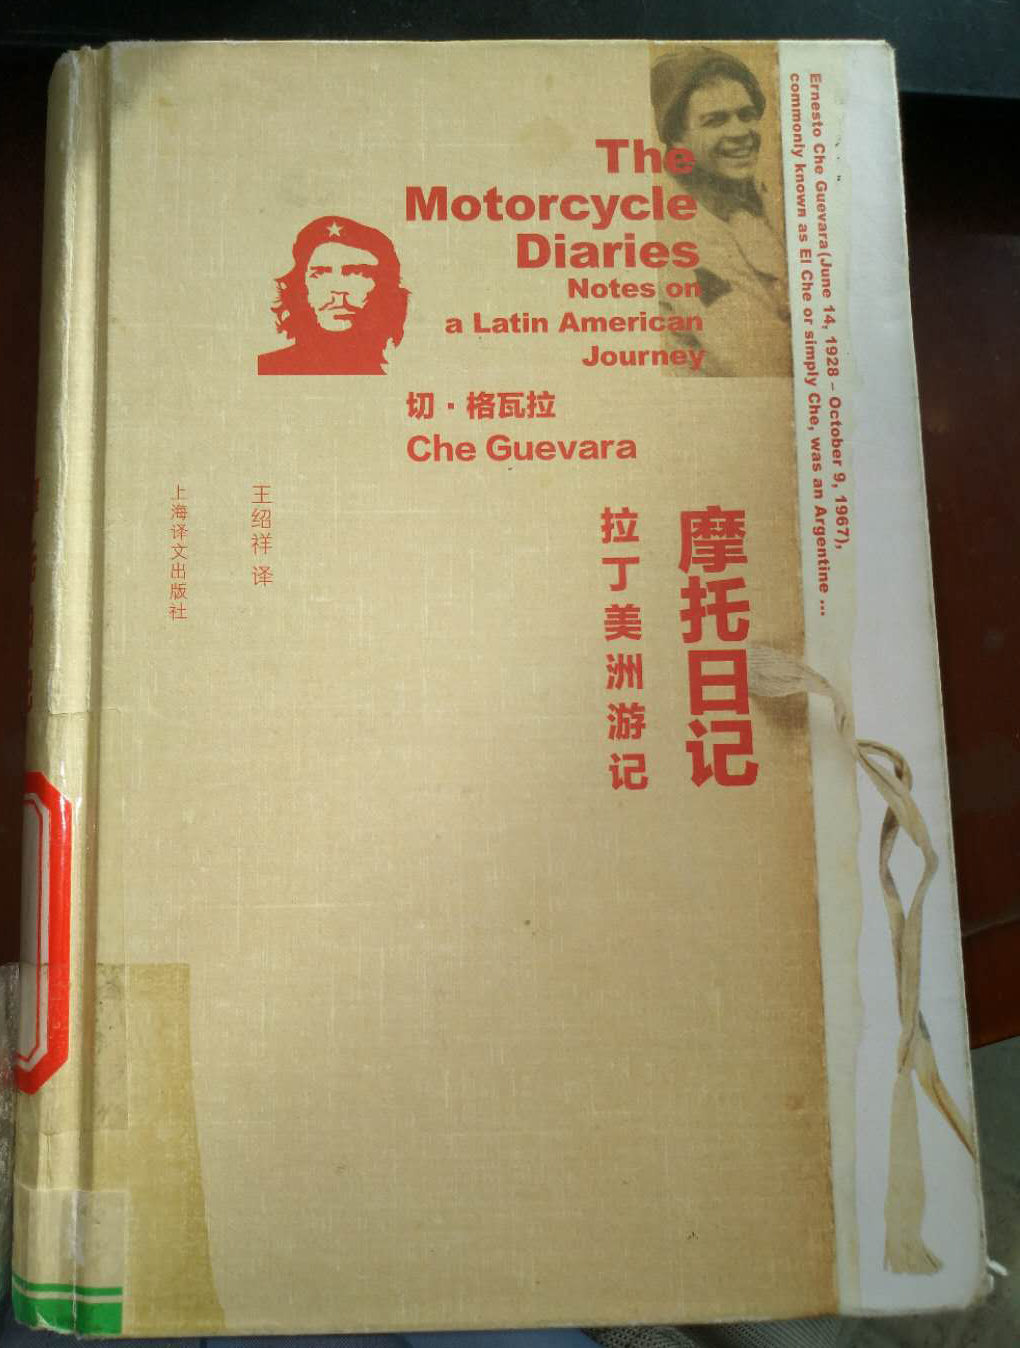 The
Motorcycle
Diaries
Notes on
a Latin American
Journey
切·格瓦拉
Che Guevara
摩托日记
拉丁美洲游记
王绍祥 译
上海译文出版社
Ernesto Che Guevara (June 14, 1928 – October 9, 1967),
commonly known as El Che or simply Che, was an Argentine ...